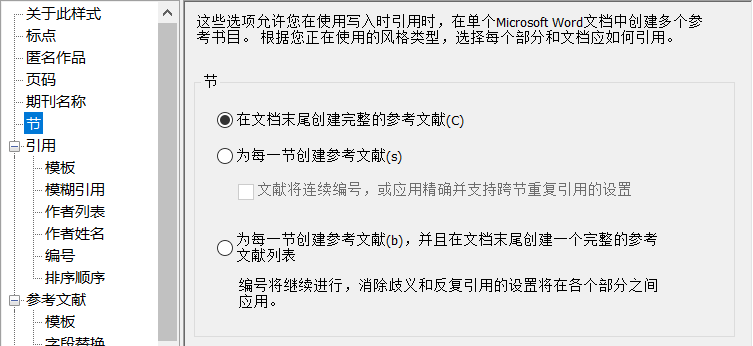 关于此样式
标点
匿名作品
页码
期刊名称
节
引用
模板
模糊引用
作者列表
作者姓名
编号
排序顺序
参考文献
模板
字段替换
这些选项允许您在使用写入时引用时，在单个Microsoft Word文档中创建多个参
考书目。 根据您正在使用的风格类型，选择每个部分和文档应如何引用。
节
在文档末尾创建完整的参考文献(C)
为每一节创建参考文献(s)
文献将连续编号，或应用精确并支持跨节重复引用的设置
为每一节创建参考文献(b)，并且在文档末尾创建一个完整的参考
文献列表
编号将继续进行，消除歧义和反复引用的设置将在各个部分之间
应用。